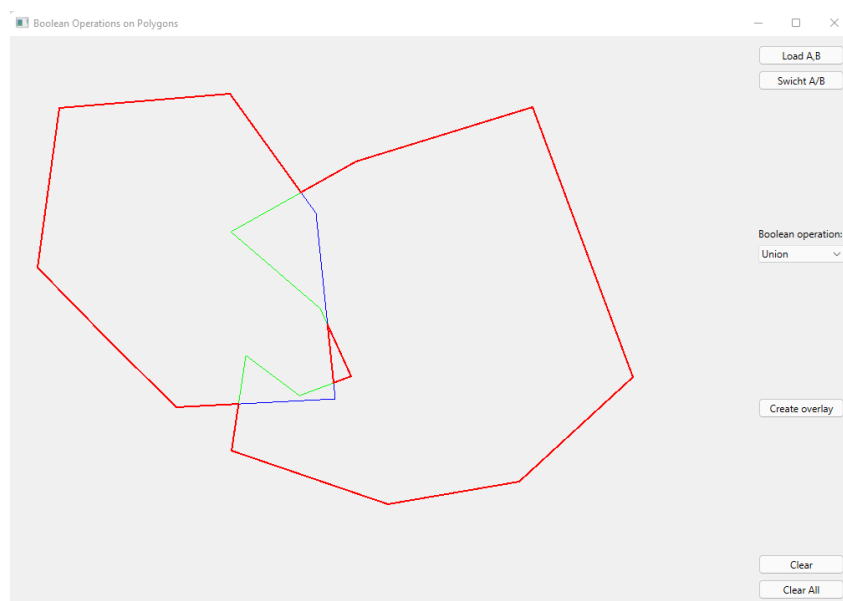 Boolean Operations on Polygons
Load A,B
Swicht A/B
Boolean operation:
Union
Create overlay
Clear
Clear All